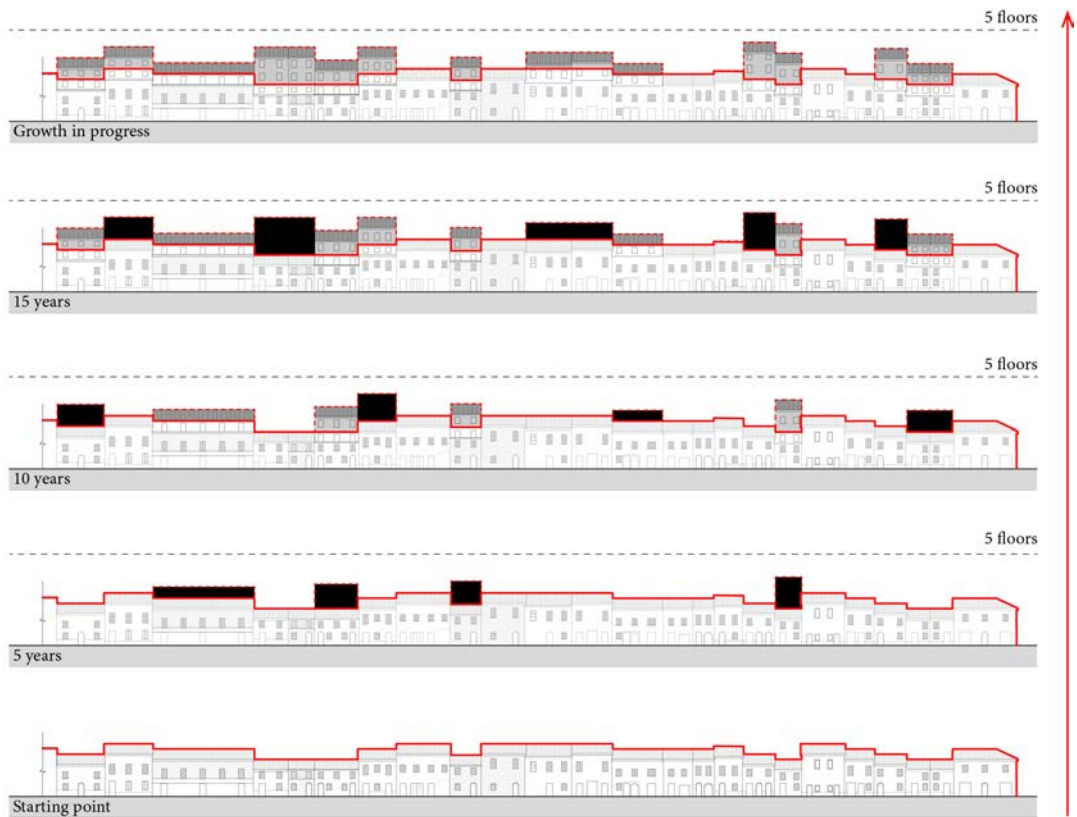 5 floors
Growth in progress
5 floors
15 years
5 floors
10 years
5 floors
5 years
Starting point